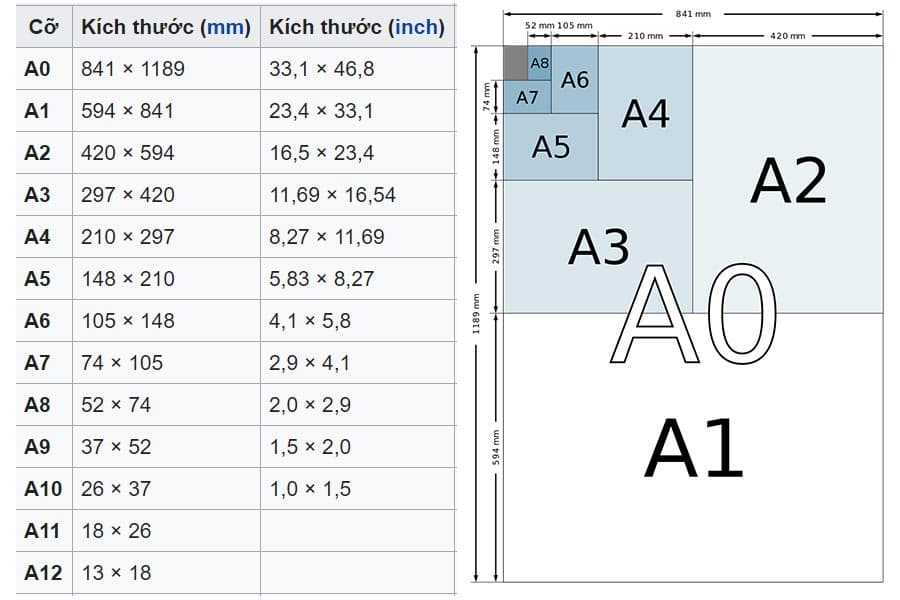 Cỡ Kích thước (mm) Kích thước (inch)
A0 841 × 1189 33,1 × 46,8
A1 594 × 841 23,4 × 33,1
A2 420 × 594 16,5 × 23,4
A3 297 × 420 11,69 × 16,54
A4 210 × 297 8,27 × 11,69
A5 148 × 210 5,83 × 8,27
A6 105 × 148 4,1 × 5,8
A7 74 × 105 2,9 × 4,1
A8 52 × 74 2,0 × 2,9
A9 37 × 52 1,5 × 2,0
A10 26 × 37 1,0 × 1,5
A11 18 × 26
A12 13 × 18
841 mm
52 mm 105 mm
210 mm 420 mm
A8
A6
A7
74 mm
A4
A5
148 mm
A2
A3
297 mm
A0
1189 mm
A1
594 mm